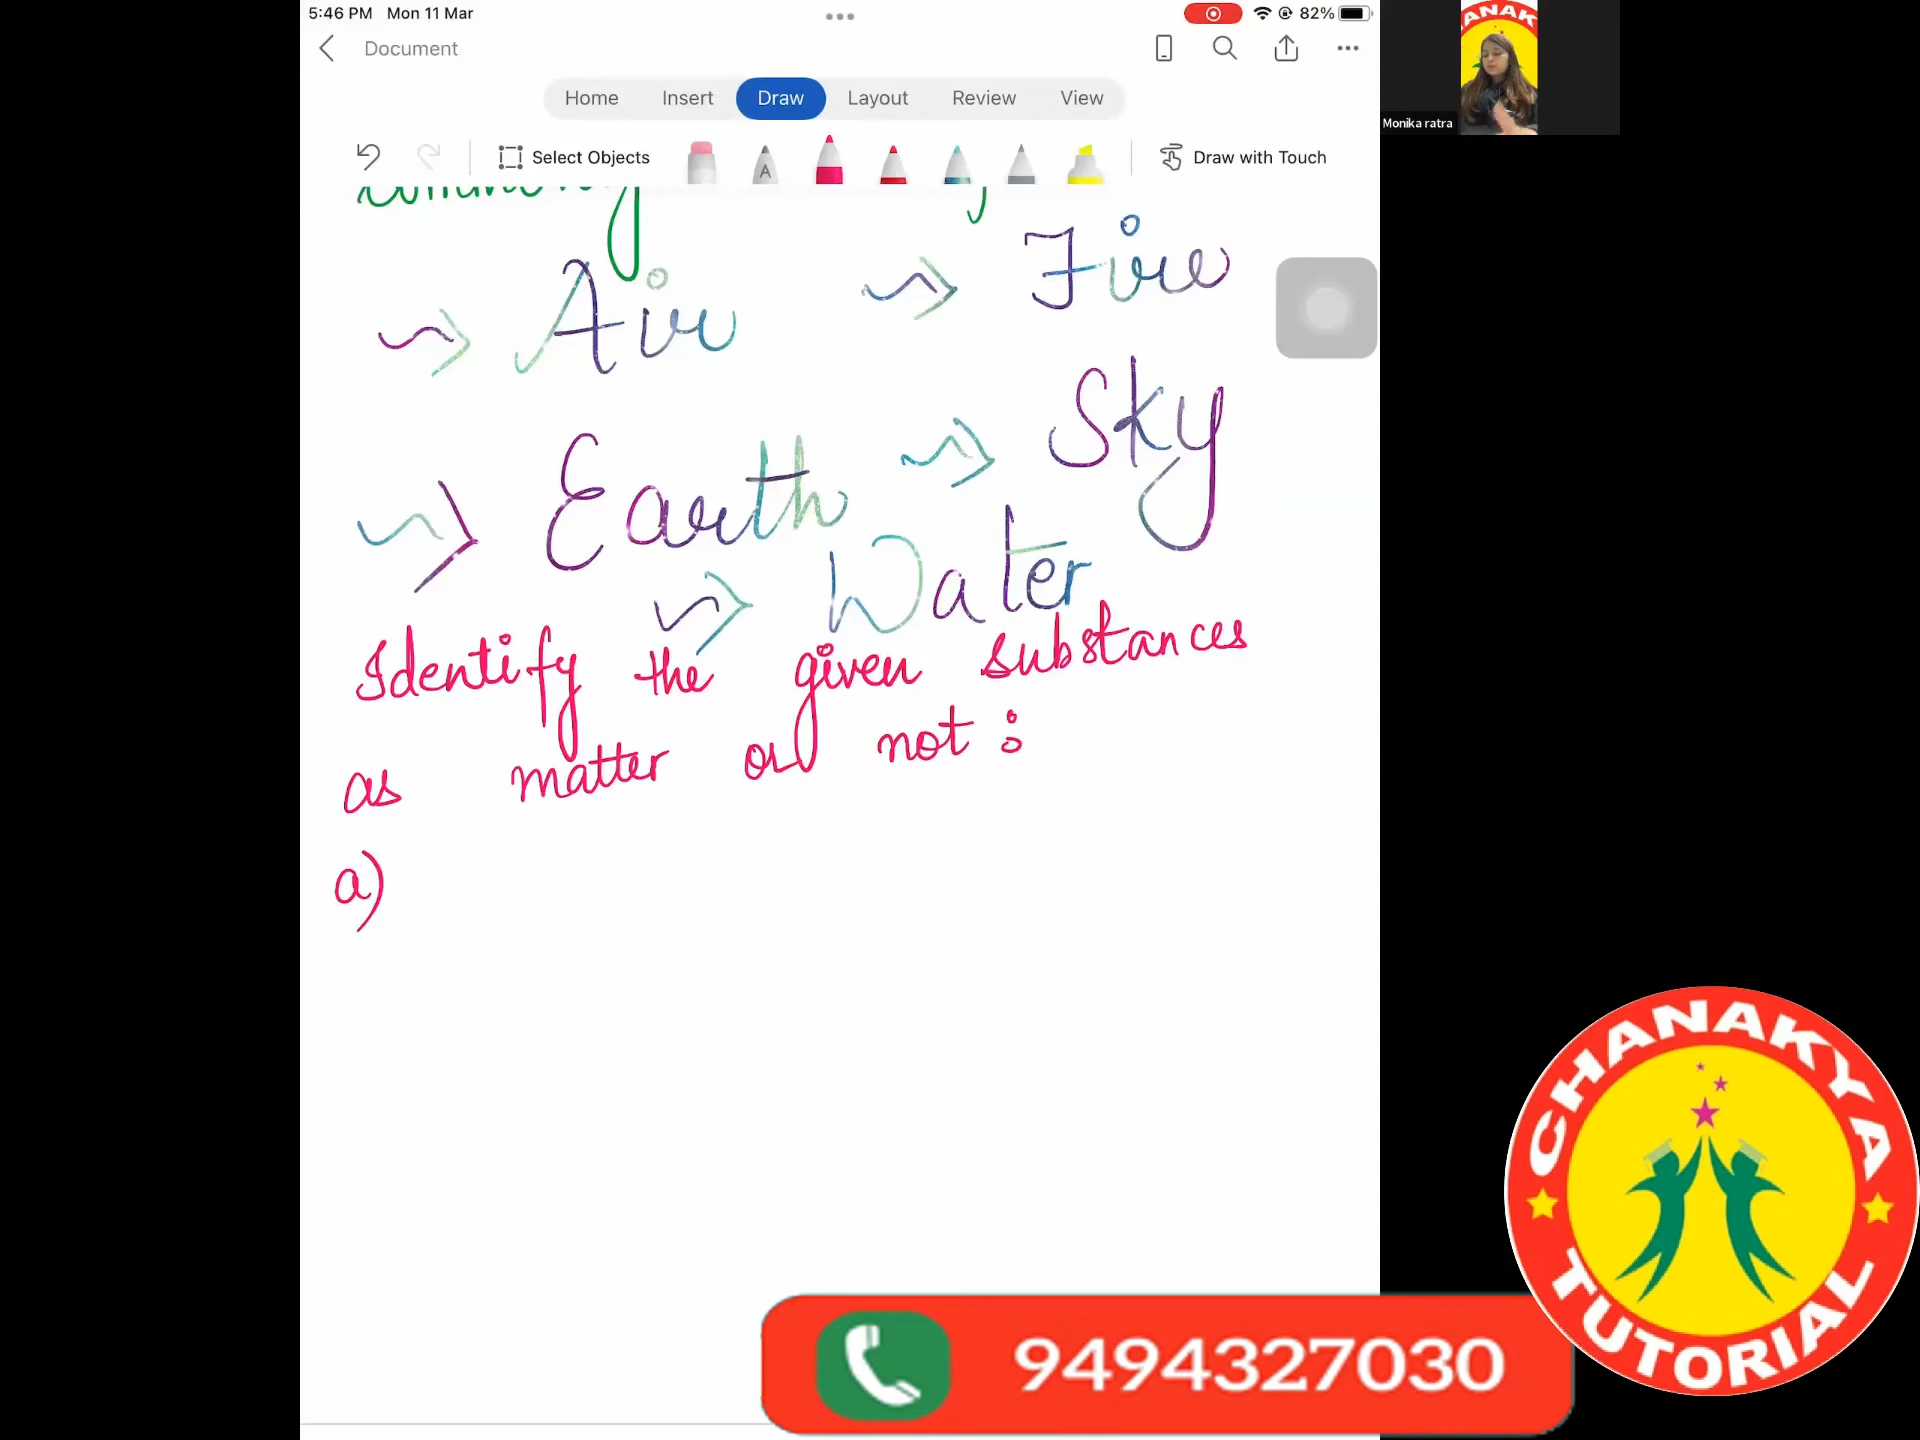 5:46 PM Mon 11 Mar
82%
Document
Home Insert Draw Layout Review View
Select Objects
A
Draw with Touch
Monika ratra
ANAK
Air
Fire
Earth
Sky
Water
Identify the given substances
as matter or not :
a)
CHANAKYA
TUTORIAL
9494327030